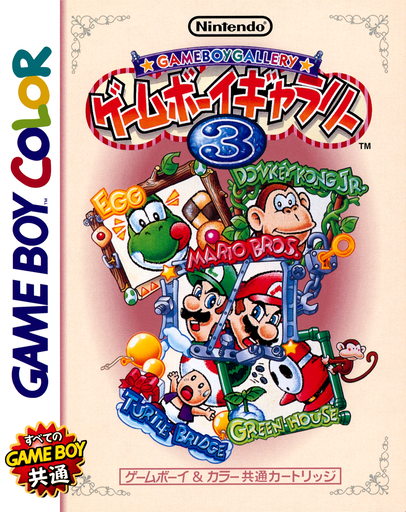 Nintendo
GAMEBOYGALLERY
ゲームボーイギャラリー
3
TM
EGG
DONKEY KONG JR.
MARIO BROS.
TURTLE BRIDGE
GREEN HOUSE
ゲームボーイ & カラー共通カートリッジ
GAME BOY COLOR
TM
すべての
GAME BOY
共通